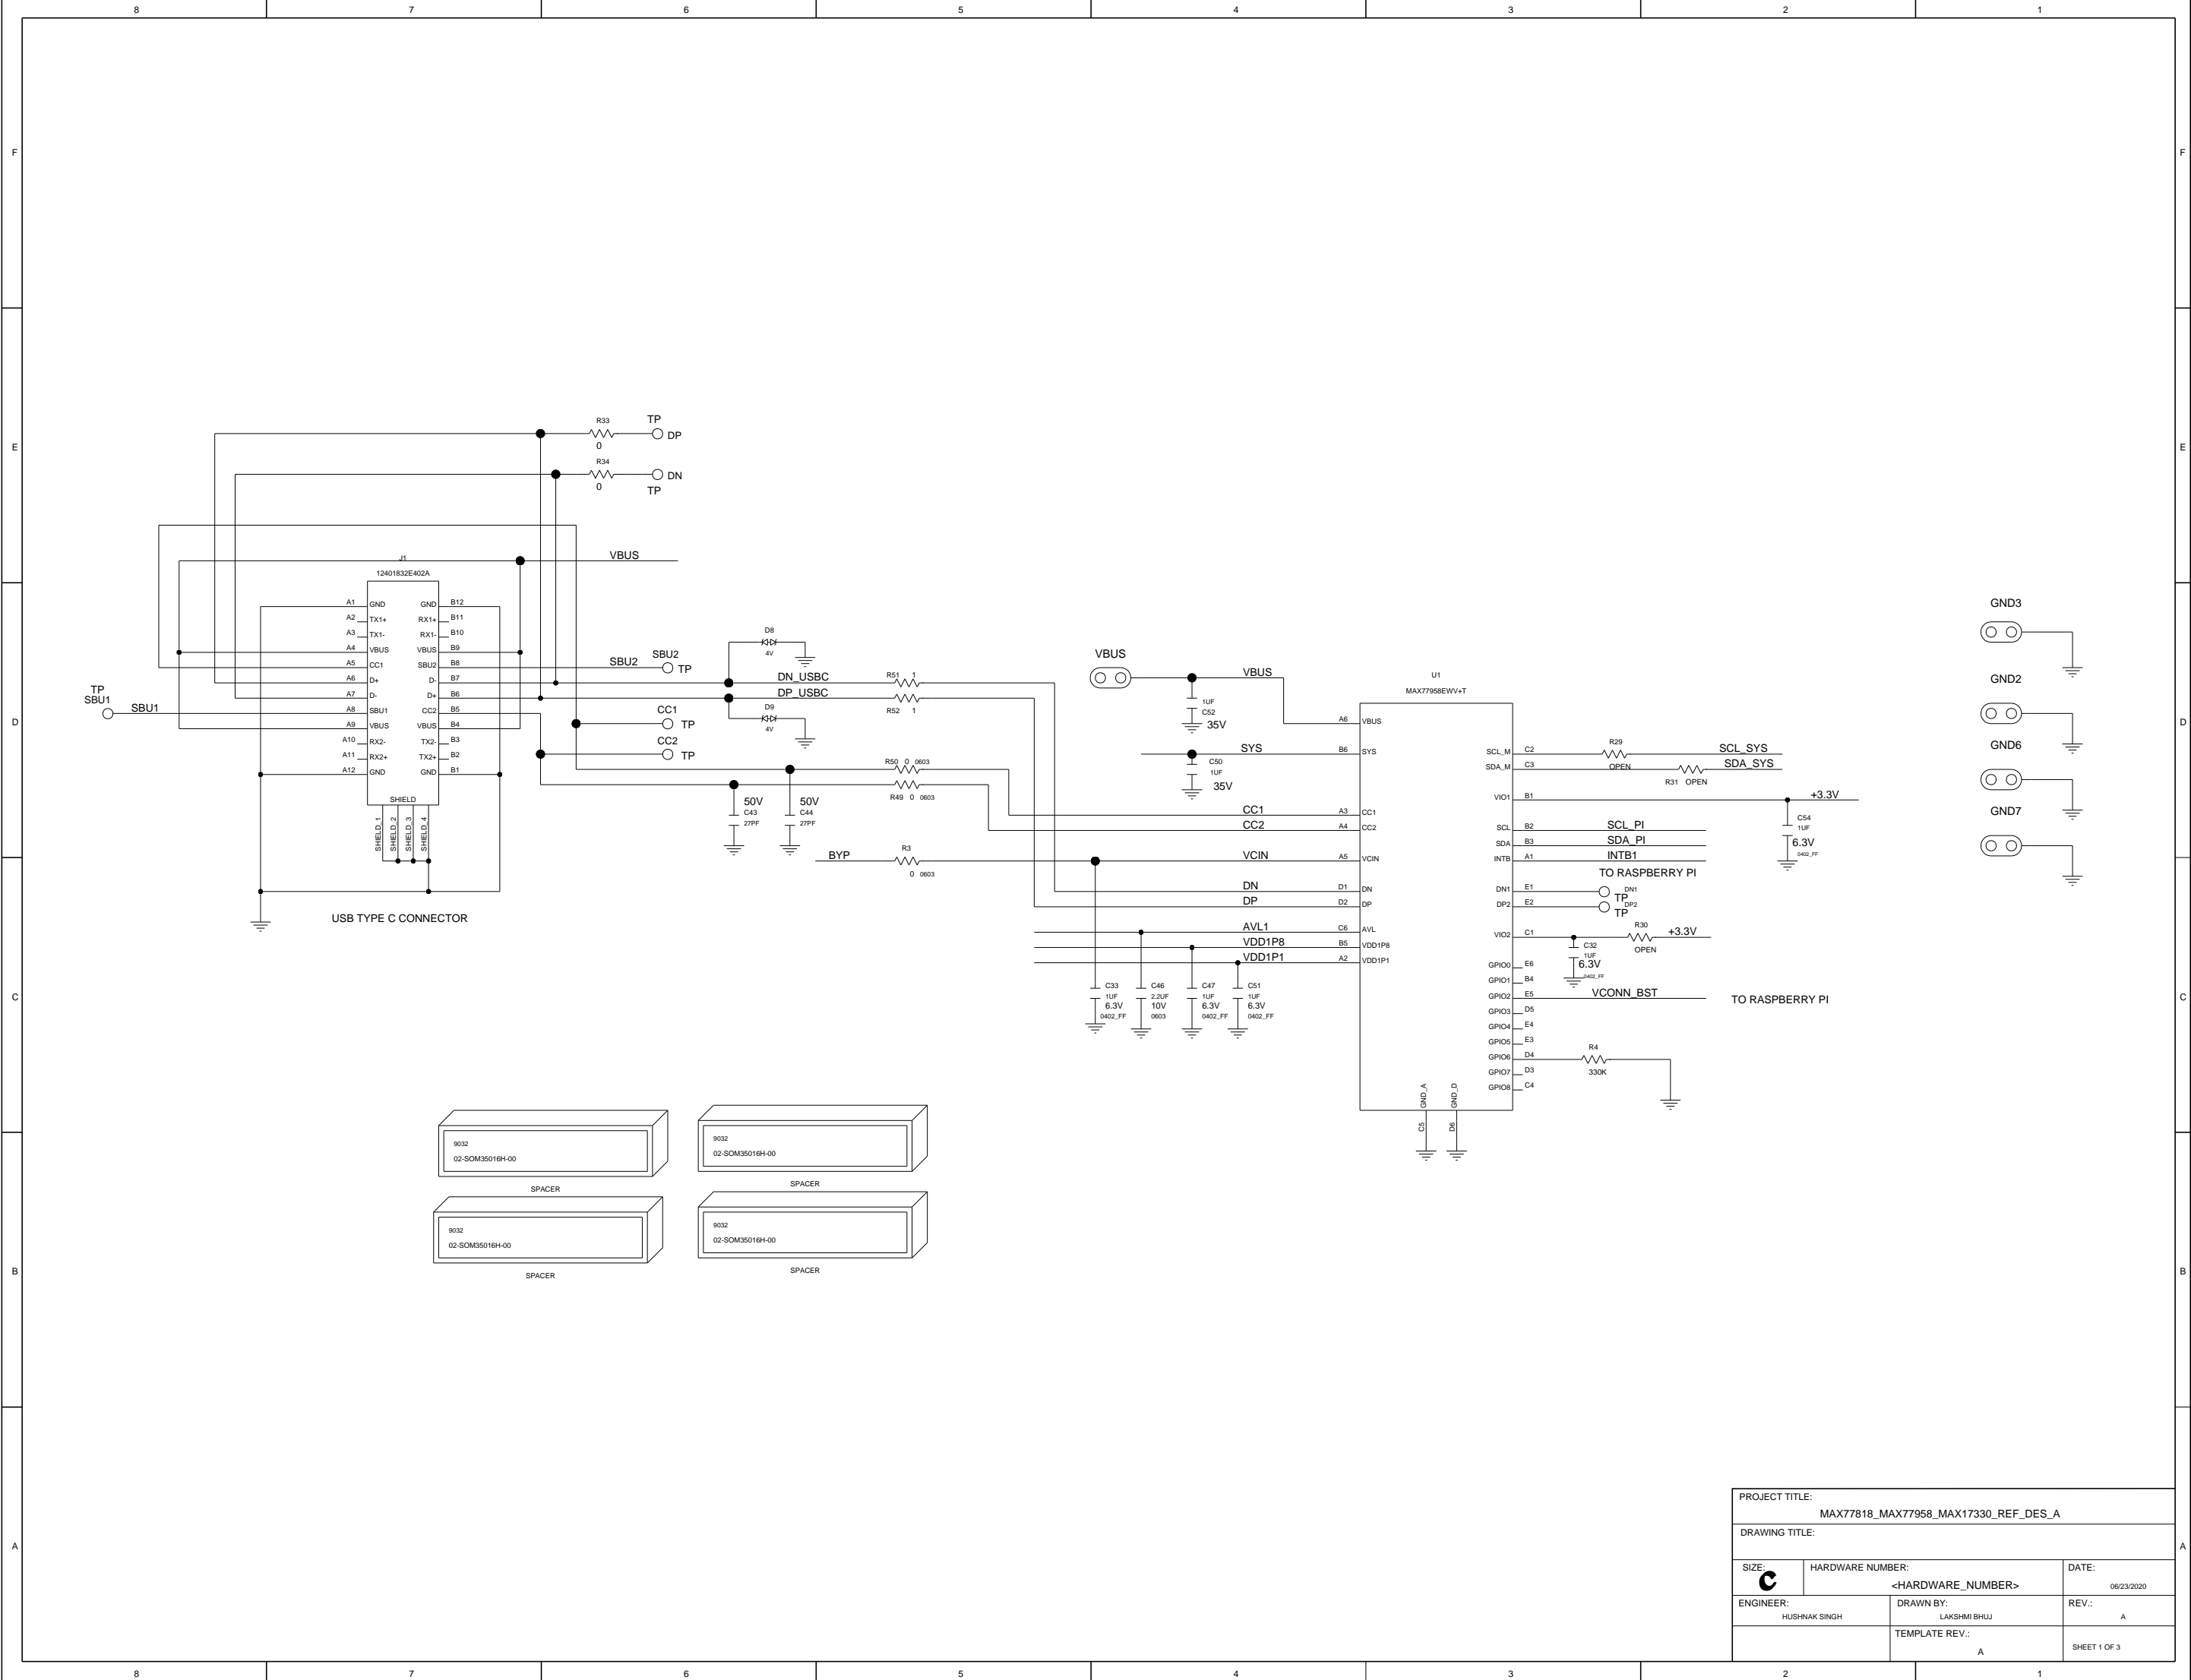 8 7 6 5 4 3 2 1
F F
E E
D D
C C
B B
A A
R33
0
TP
DP
R34
0
DN
TP
VBUS
J1
12401832E402A
A1 GND GND B12
A2 TX1+ RX1+ B11
A3 TX1- RX1- B10
A4 VBUS VBUS B9
A5 CC1 SBU2 B8
A6 D+ D- B7
A7 D- D+ B6
A8 SBU1 CC2 B5
A9 VBUS VBUS B4
A10 RX2- TX2- B3
A11 RX2+ TX2+ B2
A12 GND GND B1
SHIELD
SHIELD_1
SHIELD_2
SHIELD_3
SHIELD_4
USB TYPE C CONNECTOR
TP
SBU1
SBU1
SBU2
SBU2
TP
CC1
TP
CC2
TP
D8
4V
DN_USBC
DP_USBC
D9
4V
R51 1
R52 1
R50 0 0603
R49 0 0603
50V
C43
27PF
50V
C44
27PF
BYP
R3
0 0603
VBUS
VBUS
1UF
C52
35V
SYS
C50
1UF
35V
CC1
CC2
VCIN
DN
DP
AVL1
VDD1P8
VDD1P1
C33
1UF
6.3V
0402_FF
C46
2.2UF
10V
0603
C47
1UF
6.3V
0402_FF
C51
1UF
6.3V
0402_FF
U1
MAX77958EWV+T
A6 VBUS
B6 SYS
A3 CC1
A4 CC2
A5 VCIN
D1 DN
D2 DP
C6 AVL
B5 VDD1P8
A2 VDD1P1
SCL_M C2
SDA_M C3
VIO1 B1
SCL B2
SDA B3
INTB A1
DN1 E1
DP2 E2
VIO2 C1
GPIO0 E6
GPIO1 B4
GPIO2 E5
GPIO3 D5
GPIO4 E4
GPIO5 E3
GPIO6 D4
GPIO7 D3
GPIO8 C4
GND_A
GND_D
C5
D6
R29
OPEN
SCL_SYS
R31 OPEN
SDA_SYS
+3.3V
C54
1UF
6.3V
0402_FF
SCL_PI
SDA_PI
INTB1
TO RASPBERRY PI
DN1
TP
DP2
TP
R30
OPEN
+3.3V
C32
1UF
6.3V
0402_FF
VCONN_BST
TO RASPBERRY PI
R4
330K
GND3
GND2
GND6
GND7
9032
02-SOM35016H-00
SPACER
9032
02-SOM35016H-00
SPACER
9032
02-SOM35016H-00
SPACER
9032
02-SOM35016H-00
SPACER
PROJECT TITLE:
MAX77818_MAX77958_MAX17330_REF_DES_A
DRAWING TITLE:
SIZE: C
HARDWARE NUMBER:
<HARDWARE_NUMBER>
DATE:
06/23/2020
ENGINEER:
HUSHNAK SINGH
DRAWN BY:
LAKSHMI BHUJ
REV.:
A
TEMPLATE REV.:
A
SHEET 1 OF 3
8 7 6 5 4 3 2 1